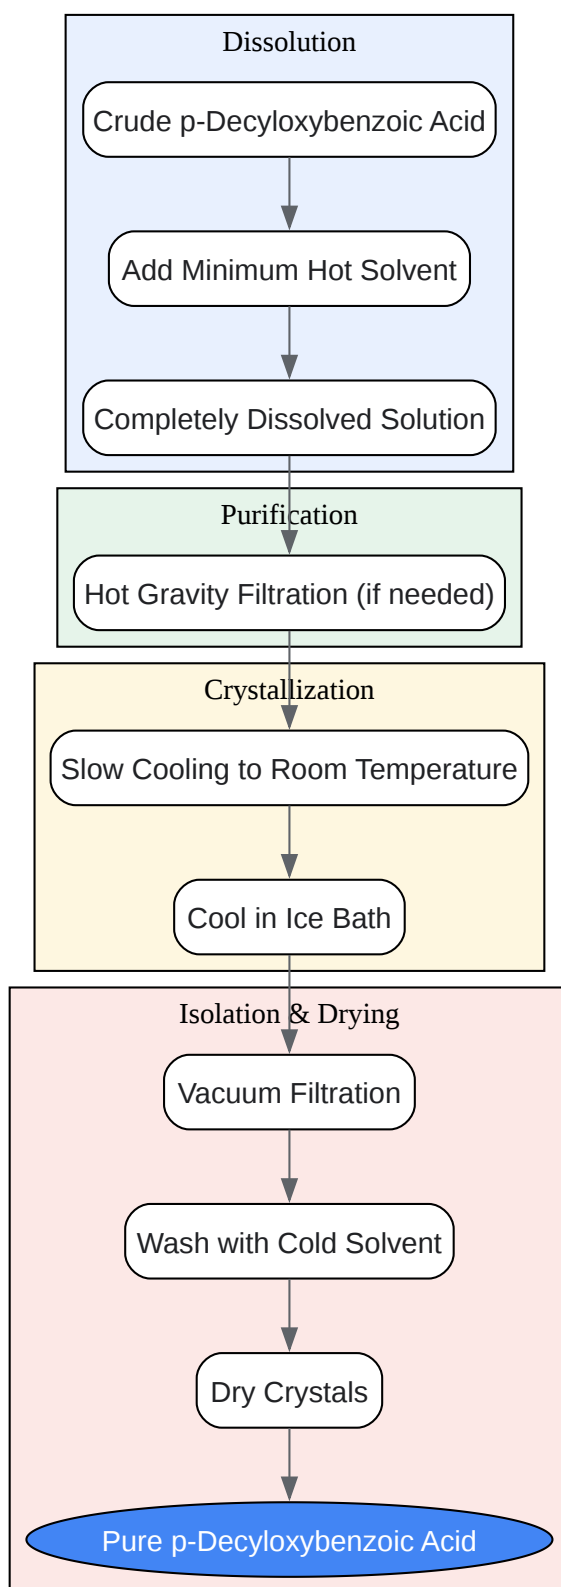 Dissolution
Crude p-Decyloxybenzoic Acid
Add Minimum Hot Solvent
Completely Dissolved Solution
Purification
Hot Gravity Filtration (if needed)
Crystallization
Slow Cooling to Room Temperature
Cool in Ice Bath
Isolation & Drying
Vacuum Filtration
Wash with Cold Solvent
Dry Crystals
Pure p-Decyloxybenzoic Acid